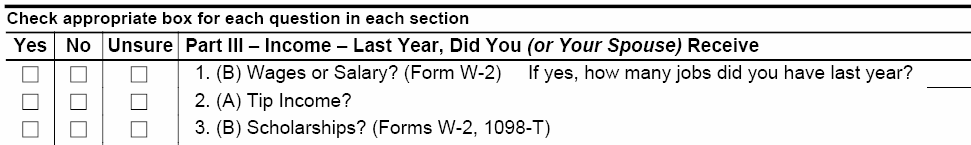 Check appropriate box for each question in each section
Yes No Unsure Part III – Income – Last Year, Did You (or Your Spouse) Receive
☐ ☐ ☐ 1. (B) Wages or Salary? (Form W-2) If yes, how many jobs did you have last year? ____
☐ ☐ ☐ 2. (A) Tip Income?
☐ ☐ ☐ 3. (B) Scholarships? (Forms W-2, 1098-T)